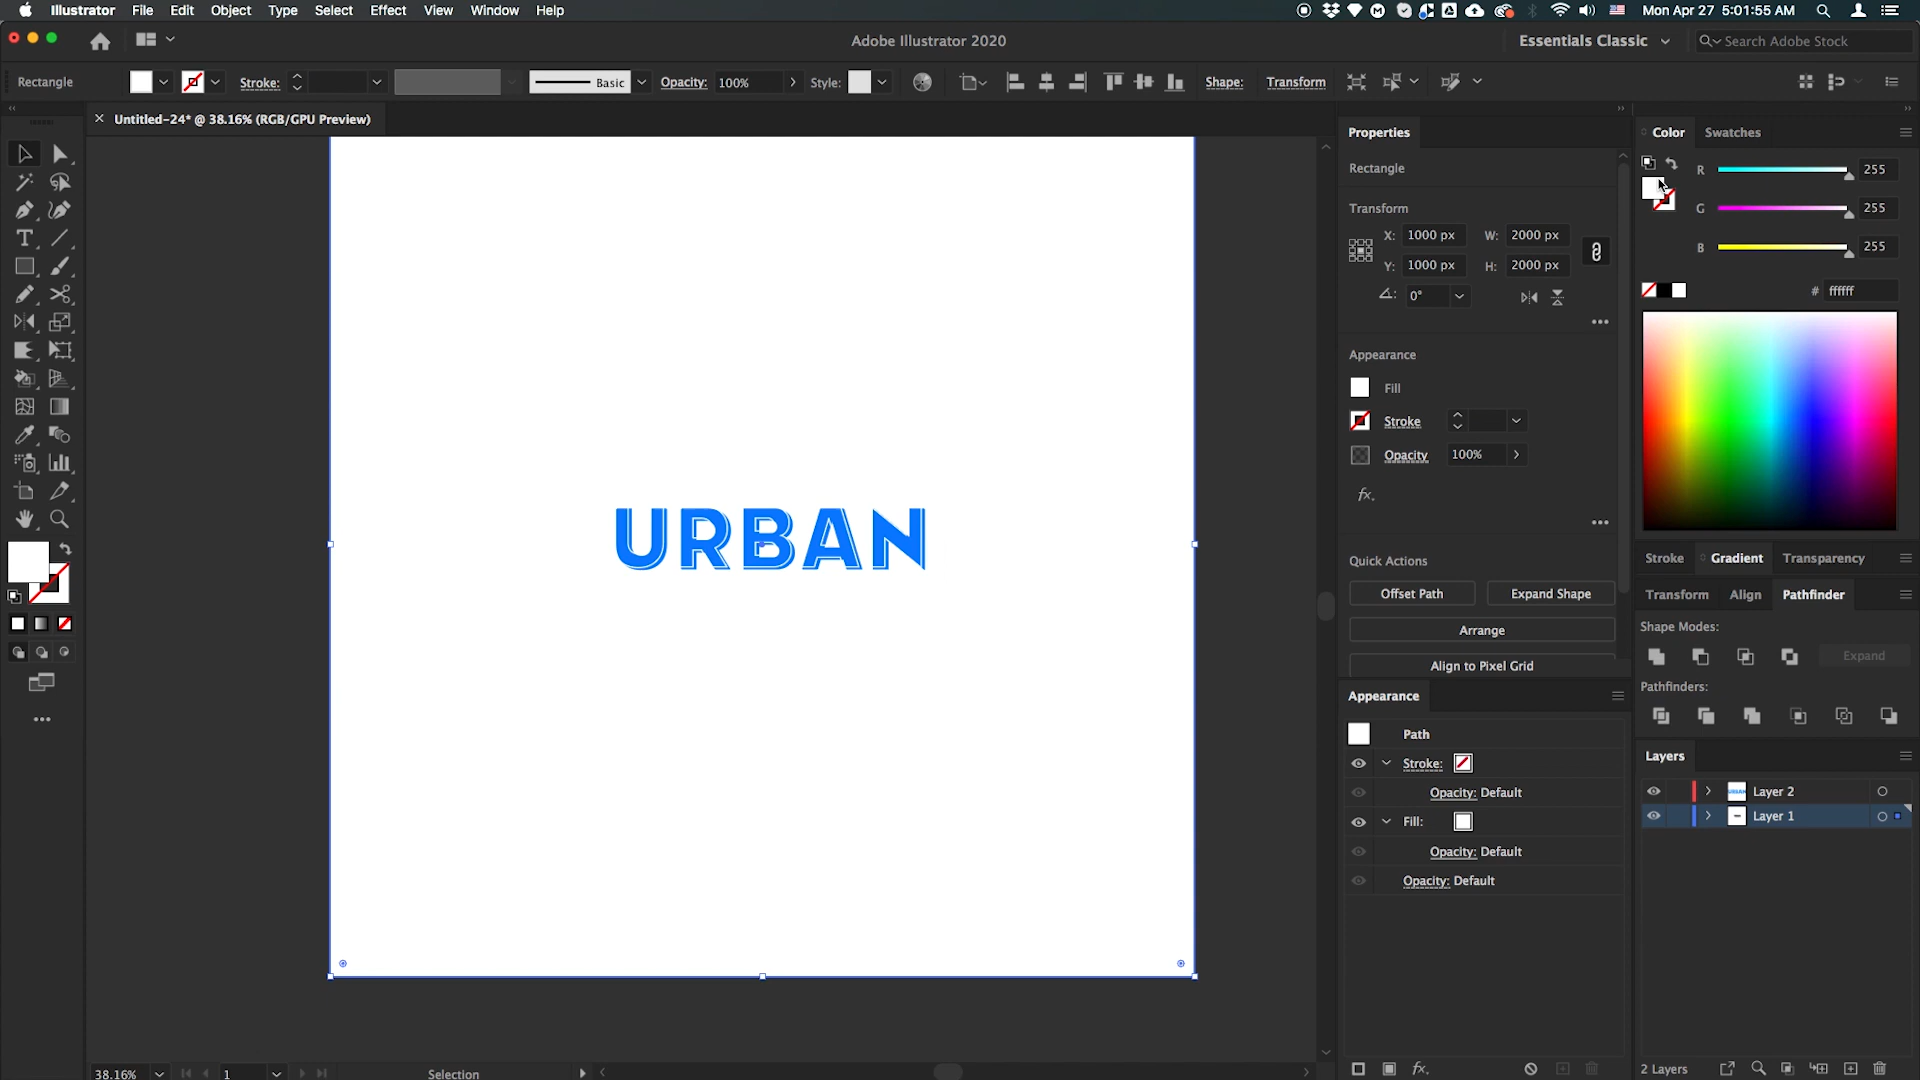 Illustrator File Edit Object Type Select Effect View Window Help
Mon Apr 27 5:01:55 AM
Adobe Illustrator 2020
Essentials Classic
Search Adobe Stock
Rectangle
Stroke:
Basic
Opacity: 100%
Style:
Shape:
Transform
× Untitled-24* @ 38.16% (RGB/GPU Preview)
URBAN
Properties
Rectangle
Transform
X: 1000 px W: 2000 px
Y: 1000 px H: 2000 px
0°
Appearance
Fill
Stroke
Opacity 100%
fx.
Quick Actions
Offset Path Expand Shape
Arrange
Align to Pixel Grid
Appearance
Path
Stroke:
Opacity: Default
Fill:
Opacity: Default
Opacity: Default
fx.
Color Swatches
R 255
G 255
B 255
# ffffff
Stroke Gradient Transparency
Transform Align Pathfinder
Shape Modes:
Expand
Pathfinders:
Layers
Layer 2
Layer 1
2 Layers
38.16% 1 Selection